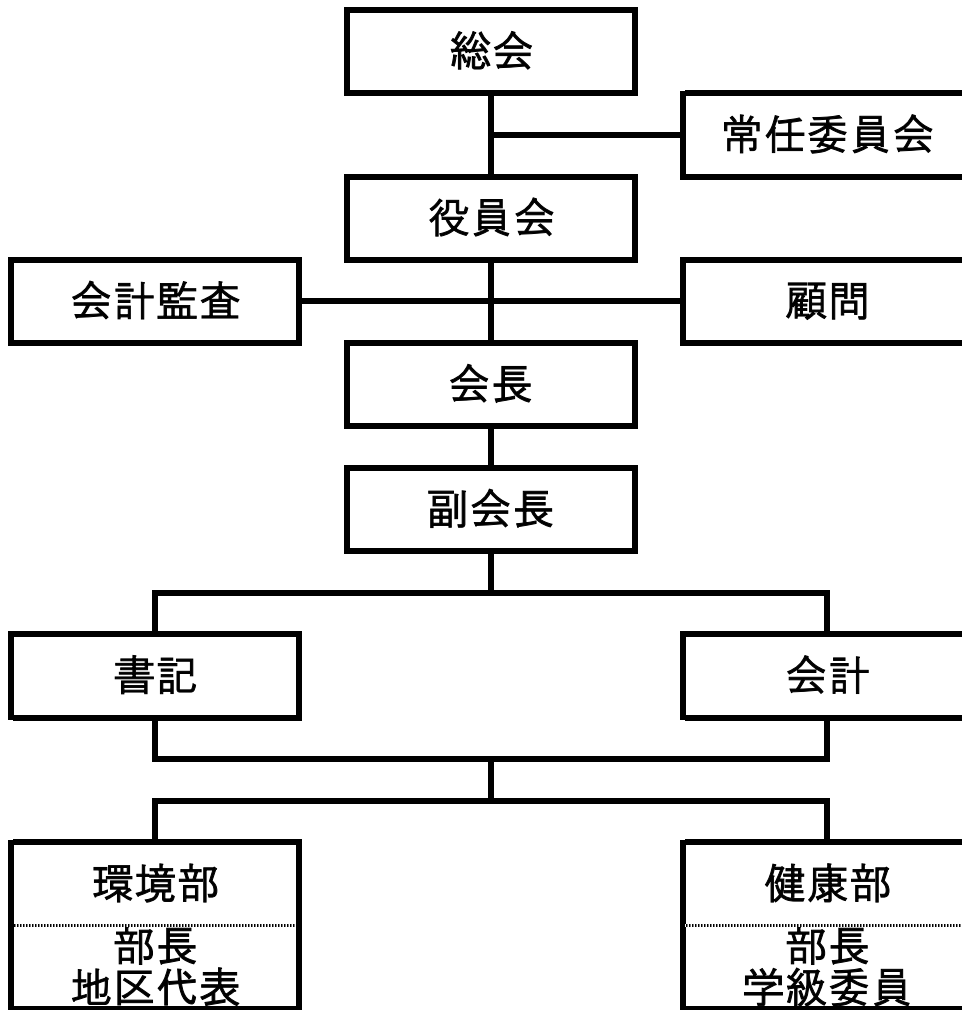 総会
常任委員会
役員会
会計監査
顧問
会長
副会長
書記
会計
環境部
部長
地区代表
健康部
部長
学級委員